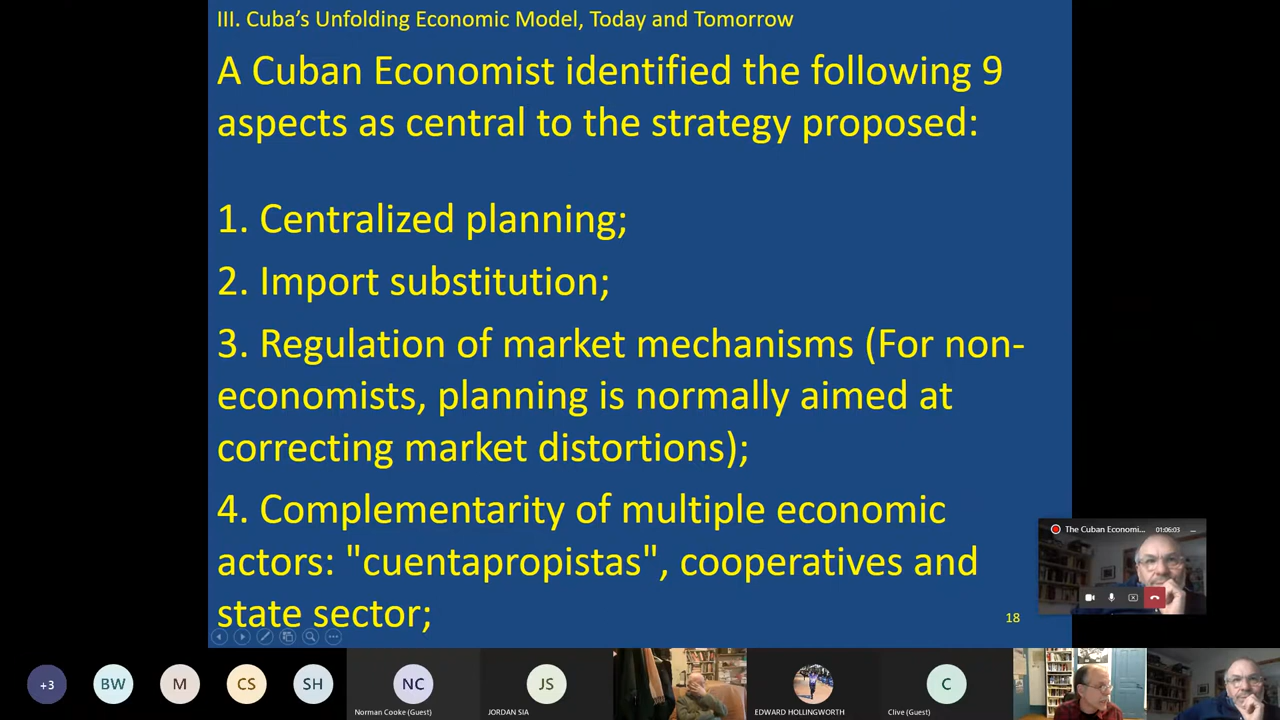 III. Cuba's Unfolding Economic Model, Today and Tomorrow
A Cuban Economist identified the following 9
aspects as central to the strategy proposed:
1. Centralized planning;
2. Import substitution;
3. Regulation of market mechanisms (For non-
economists, planning is normally aimed at
correcting market distortions);
4. Complementarity of multiple economic
actors: "cuentapropistas", cooperatives and
state sector;
18
The Cuban Economi...
01:06:03
+3
BW
M
CS
SH
NC
Norman Cooke (Guest)
JS
JORDAN SIA
EDWARD HOLLINGWORTH
C
Clive (Guest)